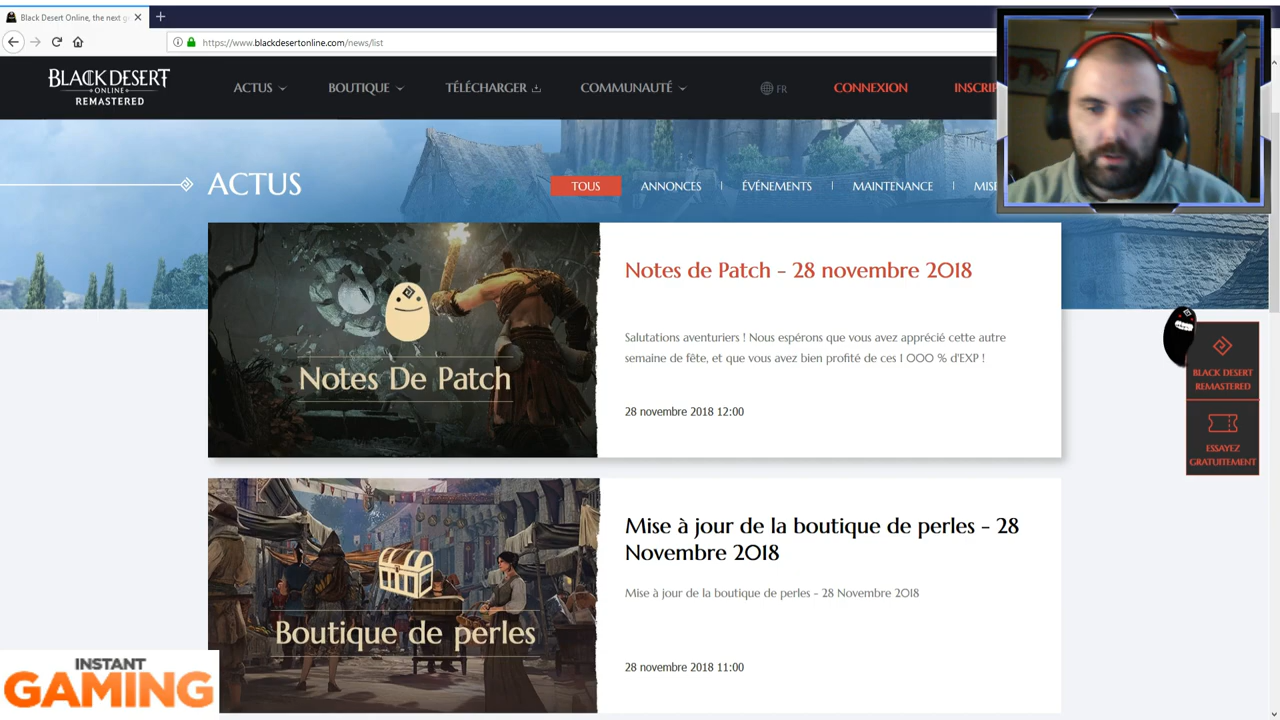 Black Desert Online, the next g
https://www.blackdesertonline.com/news/list
BLACK DESERT
ONLINE
REMASTERED
ACTUS
BOUTIQUE
TÉLÉCHARGER
COMMUNAUTÉ
FR
CONNEXION
INSCRIP
ACTUS
TOUS
ANNONCES
ÉVÉNEMENTS
MAINTENANCE
MISE
Notes De Patch
Notes de Patch - 28 novembre 2018
Salutations aventuriers ! Nous espérons que vous avez apprécié cette autre
semaine de fête, et que vous avez bien profité de ces 1 000 % d'EXP !
28 novembre 2018 12:00
BLACK DESERT
REMASTERED
ESSAYEZ
GRATUITEMENT
Boutique de perles
Mise à jour de la boutique de perles - 28
Novembre 2018
Mise à jour de la boutique de perles - 28 Novembre 2018
28 novembre 2018 11:00
INSTANT
GAMING